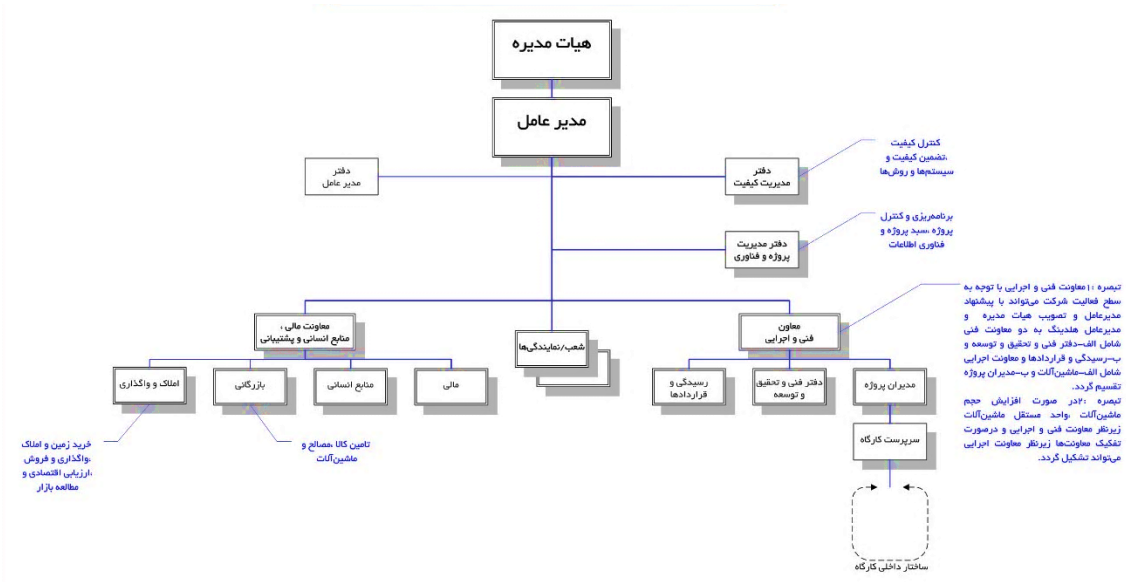 هیات مدیره
مدیر عامل
دفتر
مدیر عامل
دفتر
مدیریت کیفیت
کنترل کیفیت
،تضمین کیفیت و
سیستم‌ها و روش‌ها
دفتر مدیریت
پروژه و فناوری
برنامه‌ریزی و کنترل
پروژه ،سبد پروژه و
فناوری اطلاعات
معاون
فنی و اجرایی
شعب/نمایندگی‌ها
معاونت مالی ،
منابع انسانی و پشتیبانی
تبصره ۱: معاونت فنی و اجرایی با توجه به
سطح فعالیت شرکت می‌تواند با پیشنهاد
مدیرعامل و تصویب هیات مدیره و
مدیرعامل هلدینگ به دو معاونت فنی
شامل الف-دفتر فنی و تحقیق و توسعه و
ب-رسیدگی و قراردادها و معاونت اجرایی
شامل الف-ماشین‌آلات و ب-مدیران پروژه
تقسیم گردد.
تبصره ۲: در صورت افزایش حجم
ماشین‌آلات ،واحد مستقل ماشین‌آلات
زیرنظر معاونت فنی و اجرایی و درصورت
تفکیک معاونت‌ها زیرنظر معاونت اجرایی
می‌تواند تشکیل گردد.
مدیران پروژه
دفتر فنی و تحقیق
و توسعه
رسیدگی و
قراردادها
مالی
منابع انسانی
بازرگانی
املاک و واگذاری
سرپرست کارگاه
تامین کالا ،مصالح و
ماشین‌آلات
خرید زمین و املاک
،واگذاری و فروش
،ارزیابی اقتصادی و
مطالعه بازار
ساختار داخلی کارگاه